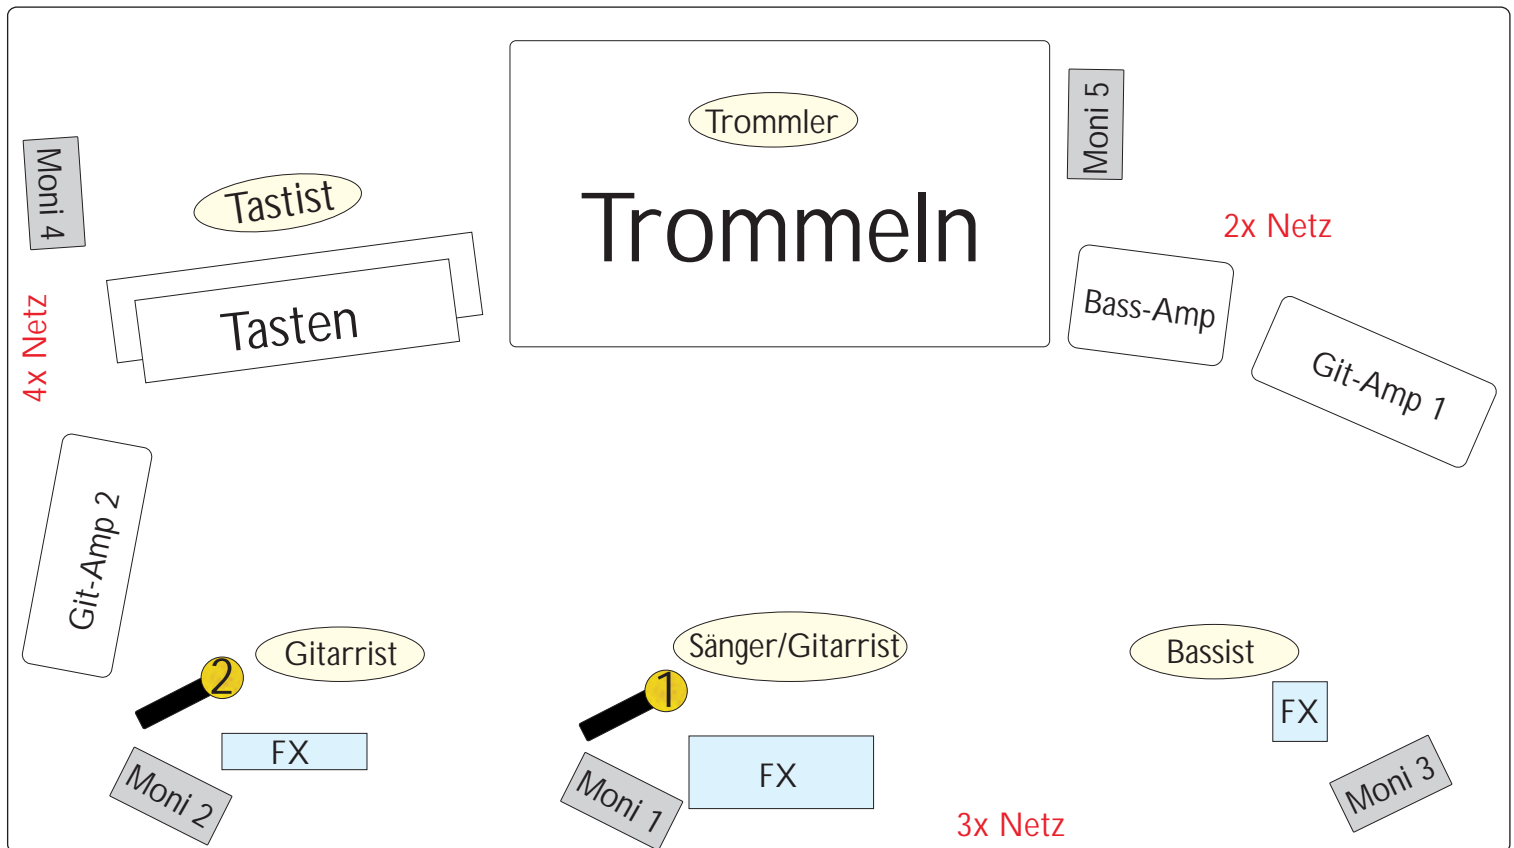 Trommler
Moni 5
Moni 4
Tastist
Trommeln
2x Netz
Tasten
Bass-Amp
4x Netz
Git-Amp 1
Git-Amp 2
Gitarrist
Sänger/Gitarrist
Bassist
2
1
FX
FX
FX
Moni 2
Moni 1
Moni 3
3x Netz